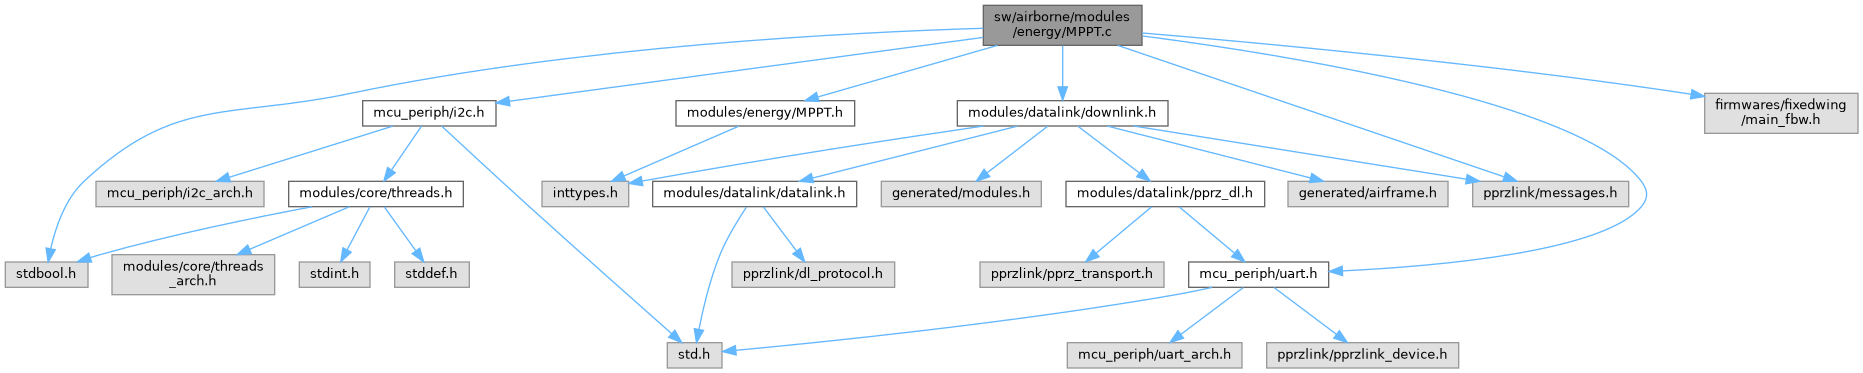 sw/airborne/modules
/energy/MPPT.c
mcu_periph/i2c.h
modules/energy/MPPT.h
modules/datalink/downlink.h
firmwares/fixedwing
/main_fbw.h
mcu_periph/i2c_arch.h
modules/core/threads.h
inttypes.h
modules/datalink/datalink.h
generated/modules.h
modules/datalink/pprz_dl.h
generated/airframe.h
pprzlink/messages.h
stdbool.h
modules/core/threads
_arch.h
stdint.h
stddef.h
pprzlink/dl_protocol.h
pprzlink/pprz_transport.h
mcu_periph/uart.h
std.h
mcu_periph/uart_arch.h
pprzlink/pprzlink_device.h